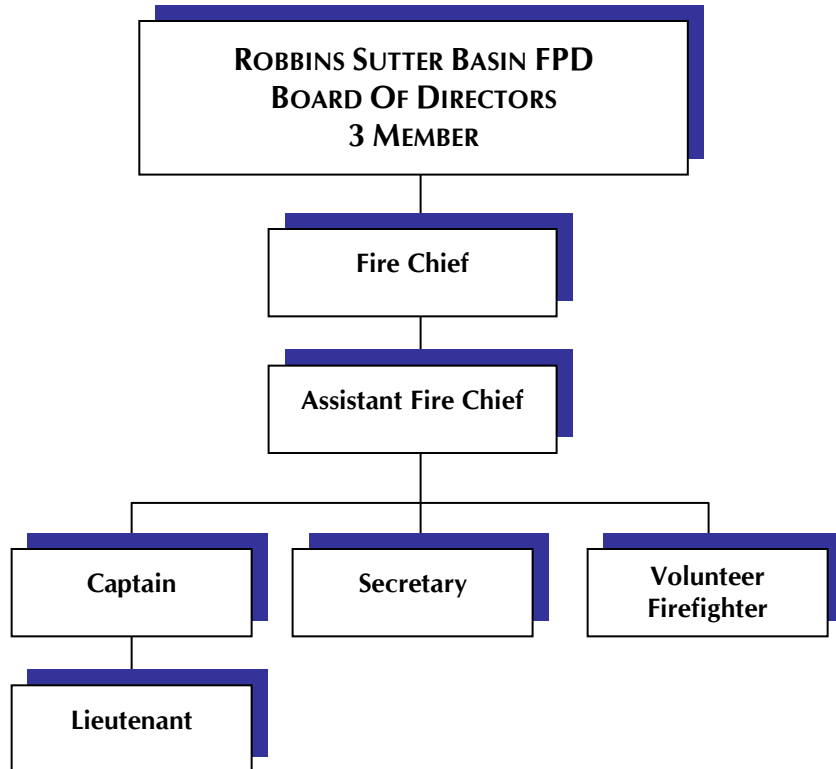 ROBBINS SUTTER BASIN FPD
BOARD OF DIRECTORS
3 MEMBER
Fire Chief
Assistant Fire Chief
Captain
Secretary
Volunteer
Firefighter
Lieutenant